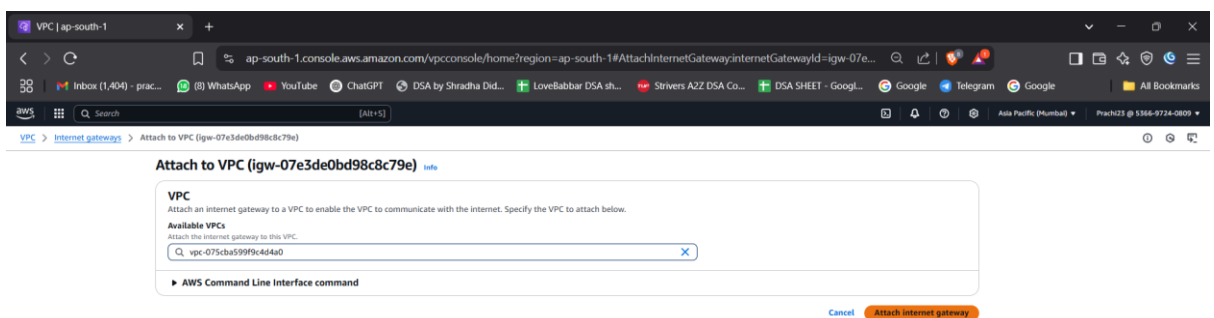 VPC | ap-south-1
ap-south-1.console.aws.amazon.com/vpcconsole/home?region=ap-south-1#AttachInternetGateway:internetGatewayId=igw-07e...
Inbox (1,404) - prac... (8) WhatsApp YouTube ChatGPT DSA by Shradha Did... LoveBabbar DSA sh... Strivers A2Z DSA Co... DSA SHEET - Googl... Google Telegram Google All Bookmarks
aws Search [Alt+S] Asia Pacific (Mumbai) Prachi23 @ 5366-9724-0809
VPC > Internet gateways > Attach to VPC (igw-07e3de0bd98c8c79e)
Attach to VPC (igw-07e3de0bd98c8c79e) Info
VPC
Attach an internet gateway to a VPC to enable the VPC to communicate with the internet. Specify the VPC to attach below.
Available VPCs
Attach the internet gateway to this VPC.
vpc-075cba599f9c4d4a0
AWS Command Line Interface command
Cancel Attach internet gateway